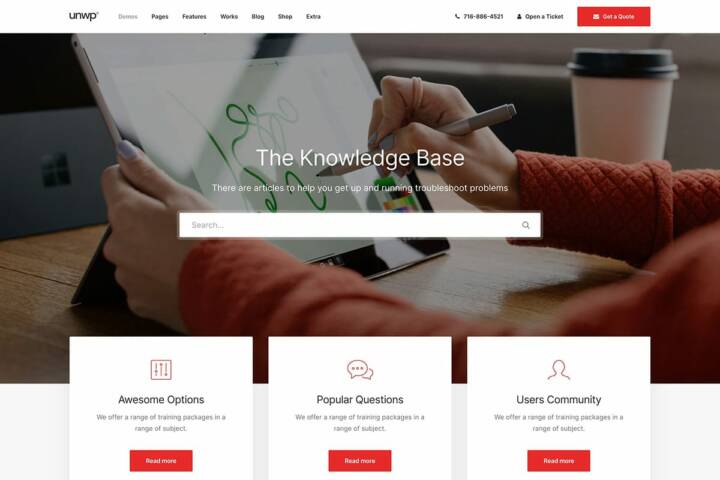 unwp
Demos Pages Features Works Blog Shop Extra 716-886-4521 Open a Ticket Get a Quote
The Knowledge Base
There are articles to help you get up and running troubleshoot problems
Search...
Awesome Options Popular Questions Users Community
We offer a range of training packages in a We offer a range of training packages in a We offer a range of training packages in a
range of subject. range of subject. range of subject.
Read more Read more Read more